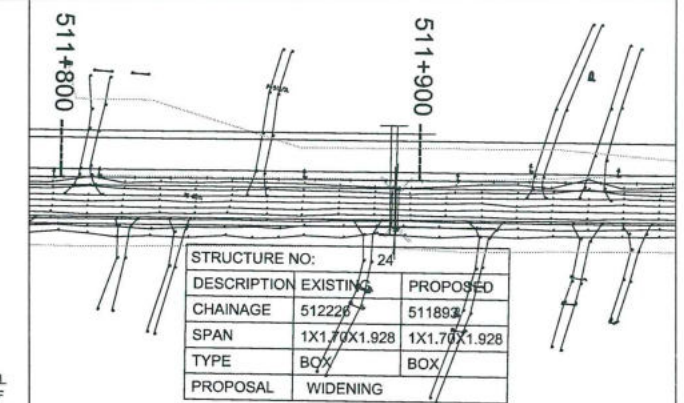 511+800
511+900
STRUCTURE NO: 24
DESCRIPTION EXISTING PROPOSED
CHAINAGE 512226 511893
SPAN 1X1.70X1.928 1X1.70X1.928
TYPE BOX BOX
PROPOSAL WIDENING